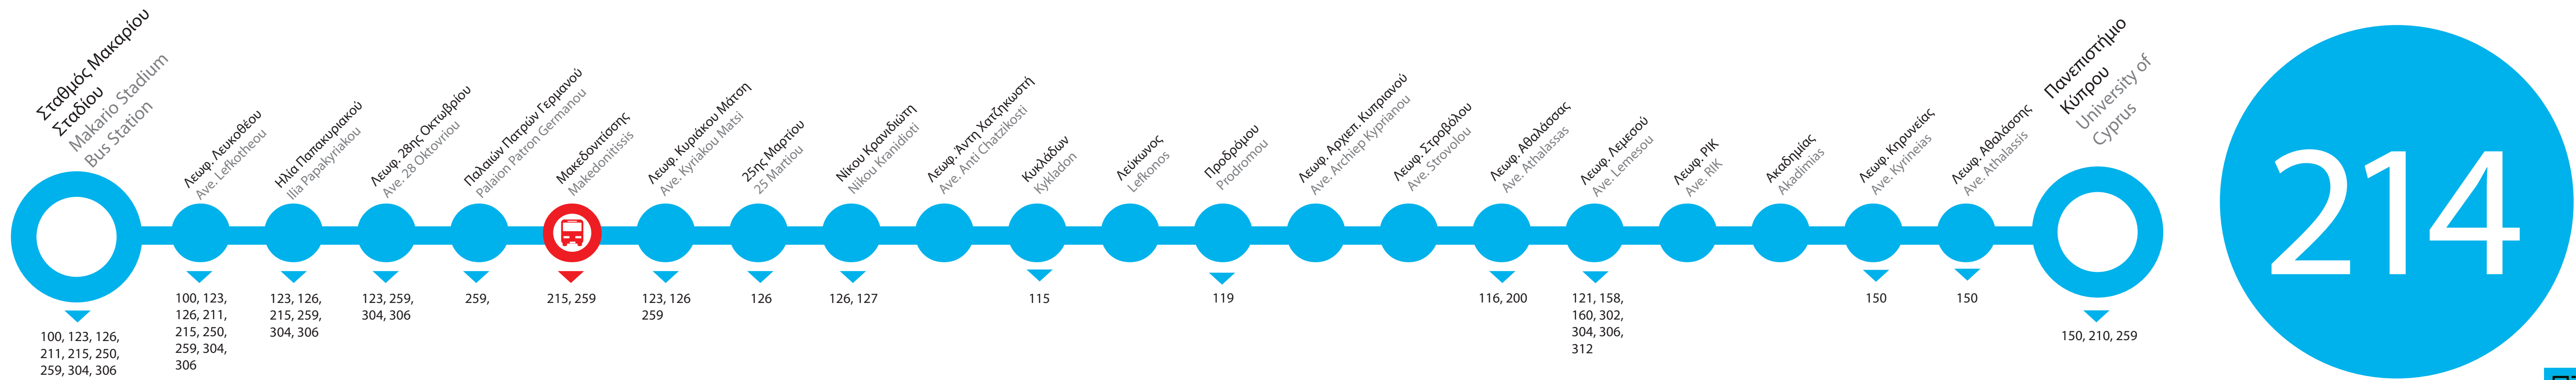 Σταθμός Μακαρίου
Σταδίου
Makario Stadium
Bus Station
100, 123, 126,
211, 215, 250,
259, 304, 306
Λεωφ. Λευκοθέου
Ave. Lefkotheou
100, 123,
126, 211,
215, 250,
259, 304,
306
Ηλία Παπακυριακού
Ilia Papakyriakou
123, 126,
215, 259,
304, 306
Λεωφ. 28ης Οκτωβρίου
Ave. 28 Oktovriou
123, 259,
304, 306
Παλαιών Πατρών Γερμανού
Palaion Patron Germanou
259,
Μακεδονιτίσσης
Makedonitissis
215, 259
Λεωφ. Κυριάκου Μάτση
Ave. Kyriakou Matsi
123, 126
259
25ης Μαρτίου
25 Martiou
126
Νίκου Κρανιδιώτη
Nikou Kranidioti
126, 127
Λεωφ. Άντη Χατζηκωστή
Ave. Anti Chatzikosti
Κυκλάδων
Kykladon
115
Λεύκωνος
Lefkonos
Προδρόμου
Prodromou
119
Λεωφ. Αρχιεπ. Κυπριανού
Ave. Archiep Kyprianou
Λεωφ. Στροβόλου
Ave. Strovolou
Λεωφ. Αθαλάσσας
Ave. Athalassas
116, 200
Λεωφ. Λεμεσού
Ave. Lemesou
121, 158,
160, 302,
304, 306,
312
Λεωφ. ΡΙΚ
Ave. RIK
Ακαδημίας
Akadimias
Λεωφ. Κηρυνείας
Ave. Kyrineias
150
Λεωφ. Αθαλάσσης
Ave. Athalassis
150
Πανεπιστήμιο
Κύπρου
University of
Cyprus
150, 210, 259
214